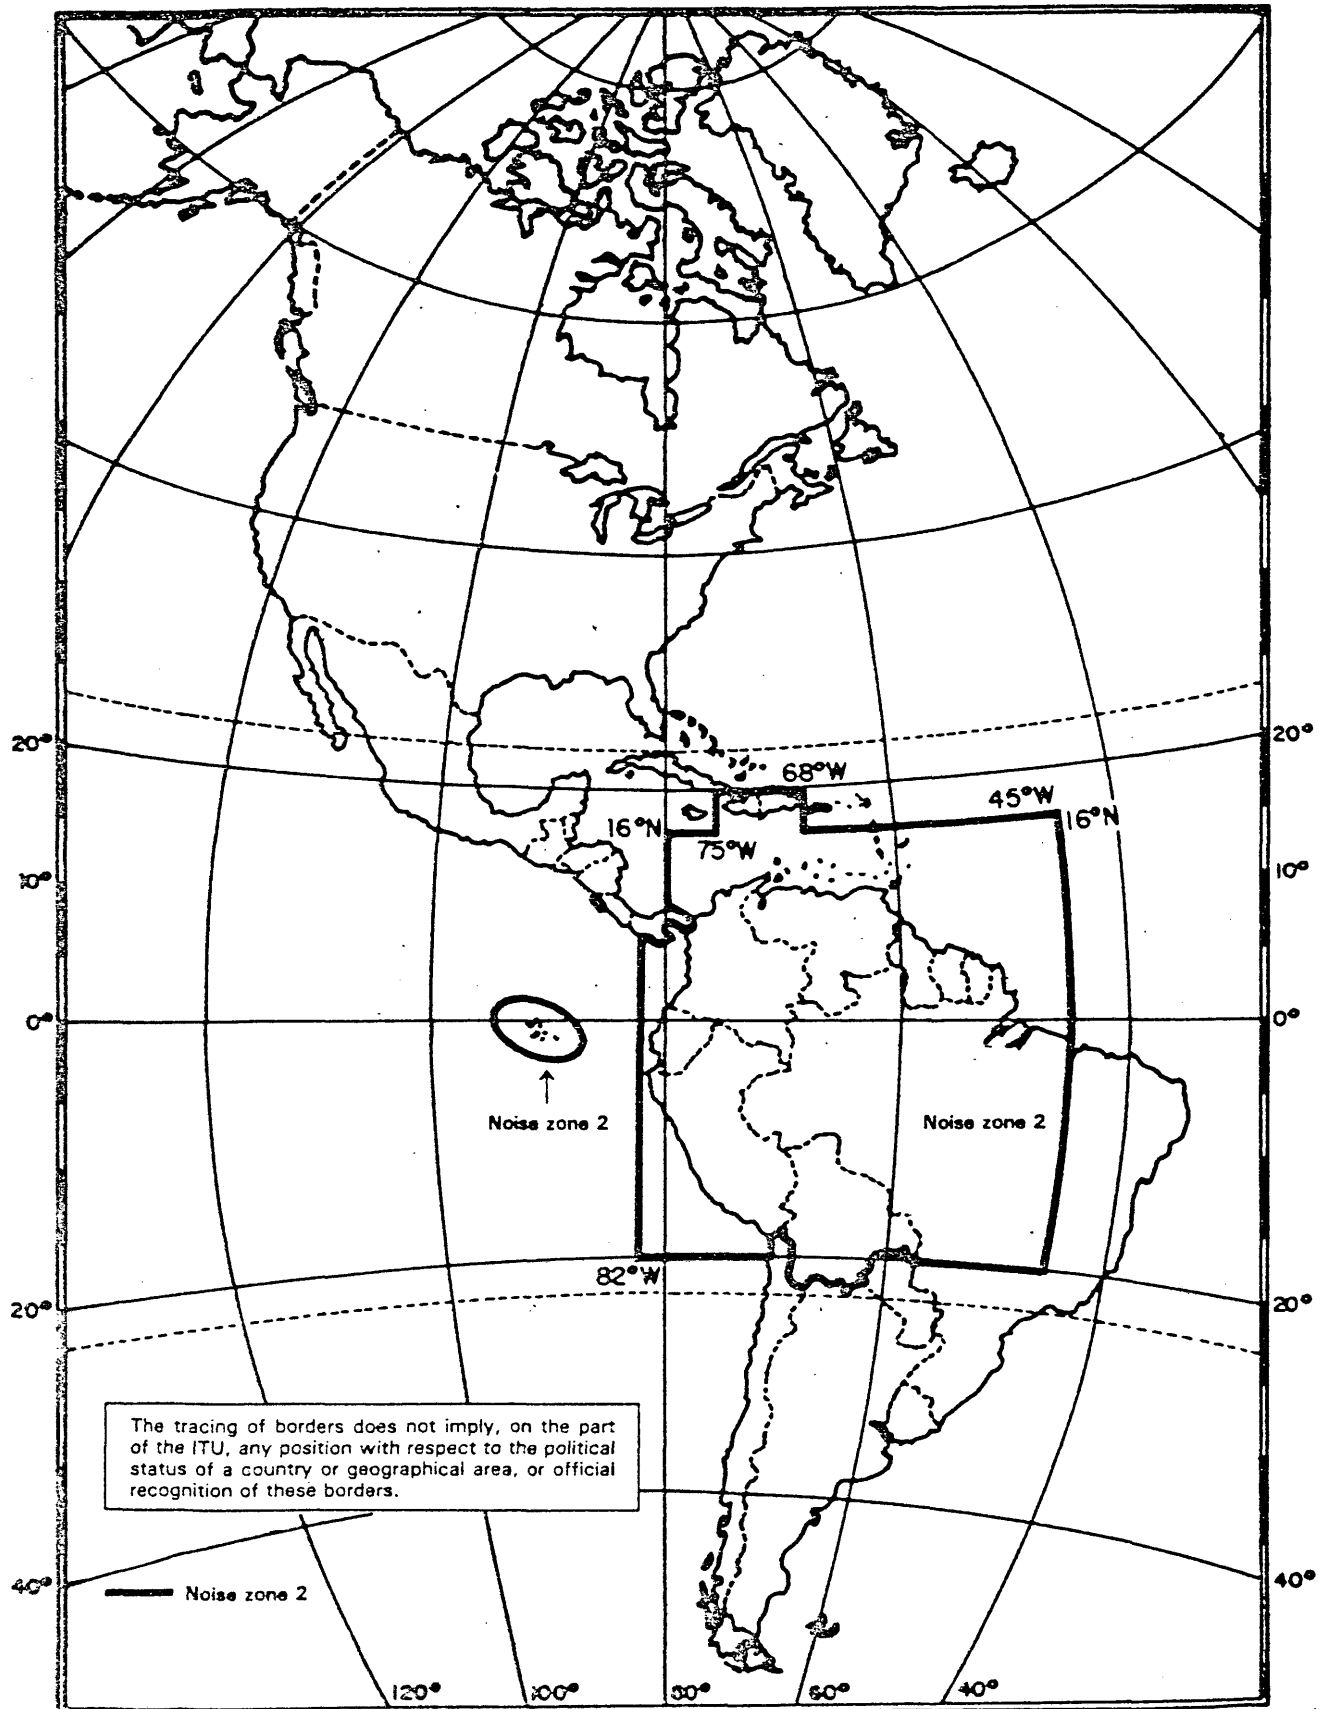 68°W
45°W
16°N
16°N
75°W
20°
20°
10°
10°
0°
0°
Noise zone 2
Noise zone 2
82°W
20°
20°
The tracing of borders does not imply, on the part
of the ITU, any position with respect to the political
status of a country or geographical area, or official
recognition of these borders.
40°
40°
Noise zone 2
120° 100° 80° 60° 40°